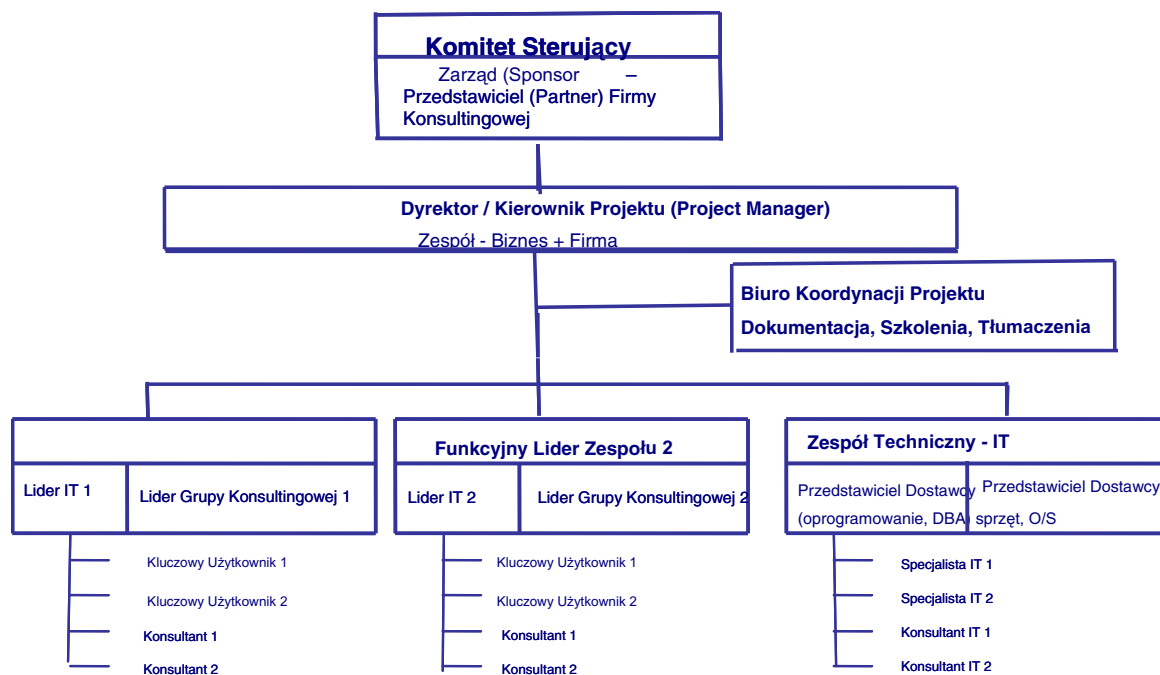 Komitet Sterujący
Zarząd (Sponsor –
Przedstawiciel (Partner) Firmy
Konsultingowej
Dyrektor / Kierownik Projektu (Project Manager)
Zespół - Biznes + Firma
Biuro Koordynacji Projektu
Dokumentacja, Szkolenia, Tłumaczenia
Lider IT 1
Lider Grupy Konsultingowej 1
Kluczowy Użytkownik 1
Kluczowy Użytkownik 2
Konsultant 1
Konsultant 2
Funkcyjny Lider Zespołu 2
Lider IT 2
Lider Grupy Konsultingowej 2
Kluczowy Użytkownik 1
Kluczowy Użytkownik 2
Konsultant 1
Konsultant 2
Zespół Techniczny - IT
Przedstawiciel Dostawcy
(oprogramowanie, DBA)
Przedstawiciel Dostawcy
sprzęt, O/S
Specjalista IT 1
Specjalista IT 2
Konsultant IT 1
Konsultant IT 2